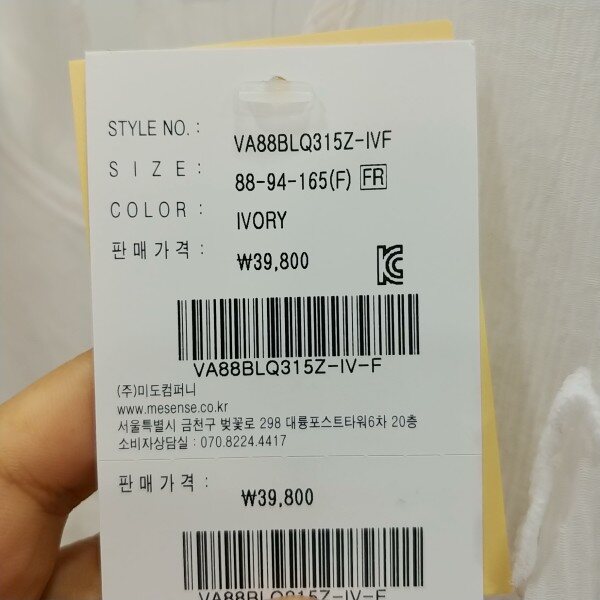 STYLE NO. : VA88BLQ315Z-IVF
SIZE : 88-94-165(F) FR
COLOR : IVORY
판매가격 : ₩39,800
VA88BLQ315Z-IV-F
(주)미도컴퍼니
www.mesense.co.kr
서울특별시 금천구 벚꽃로 298 대륭포스트타워6차 20층
소비자상담실 : 070.8224.4417
판매가격 : ₩39,800
VA88BLQ315Z-IV-F